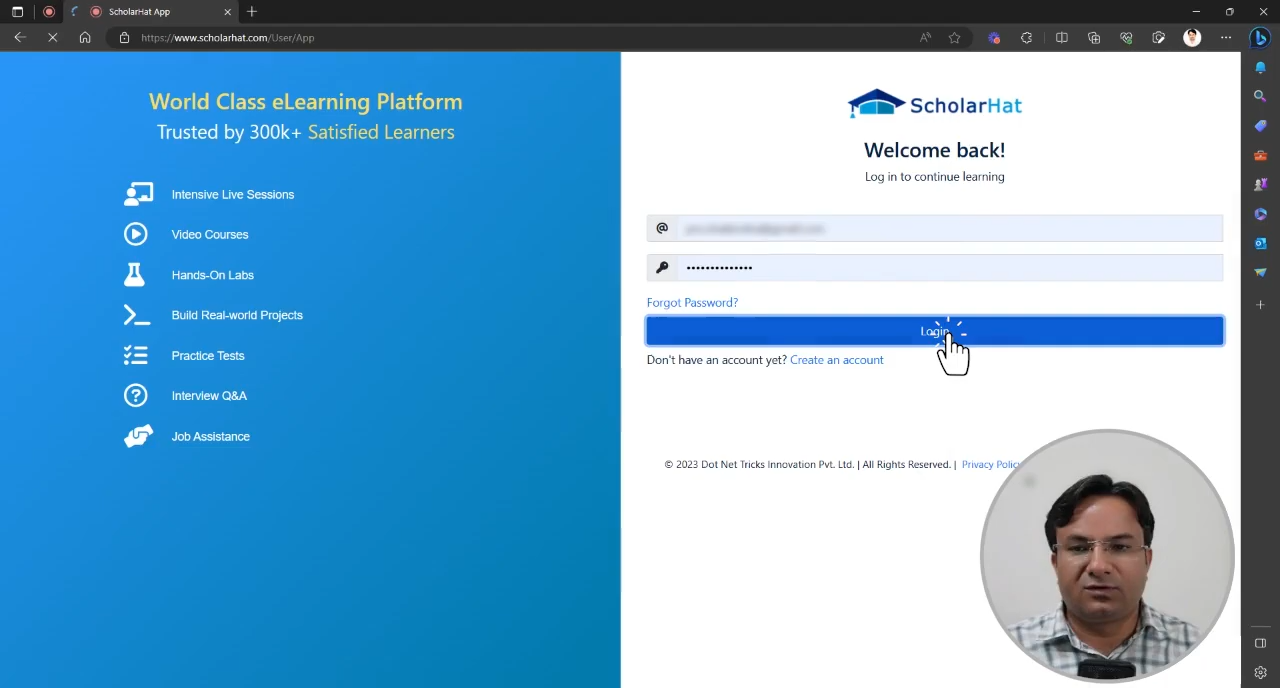 ScholarHat App
https://www.scholarhat.com/User/App
World Class eLearning Platform
Trusted by 300k+ Satisfied Learners
Intensive Live Sessions
Video Courses
Hands-On Labs
Build Real-world Projects
Practice Tests
Interview Q&A
Job Assistance
ScholarHat
Welcome back!
Log in to continue learning
@
Forgot Password?
Login
Don't have an account yet? Create an account
© 2023 Dot Net Tricks Innovation Pvt. Ltd. | All Rights Reserved. | Privacy Policy